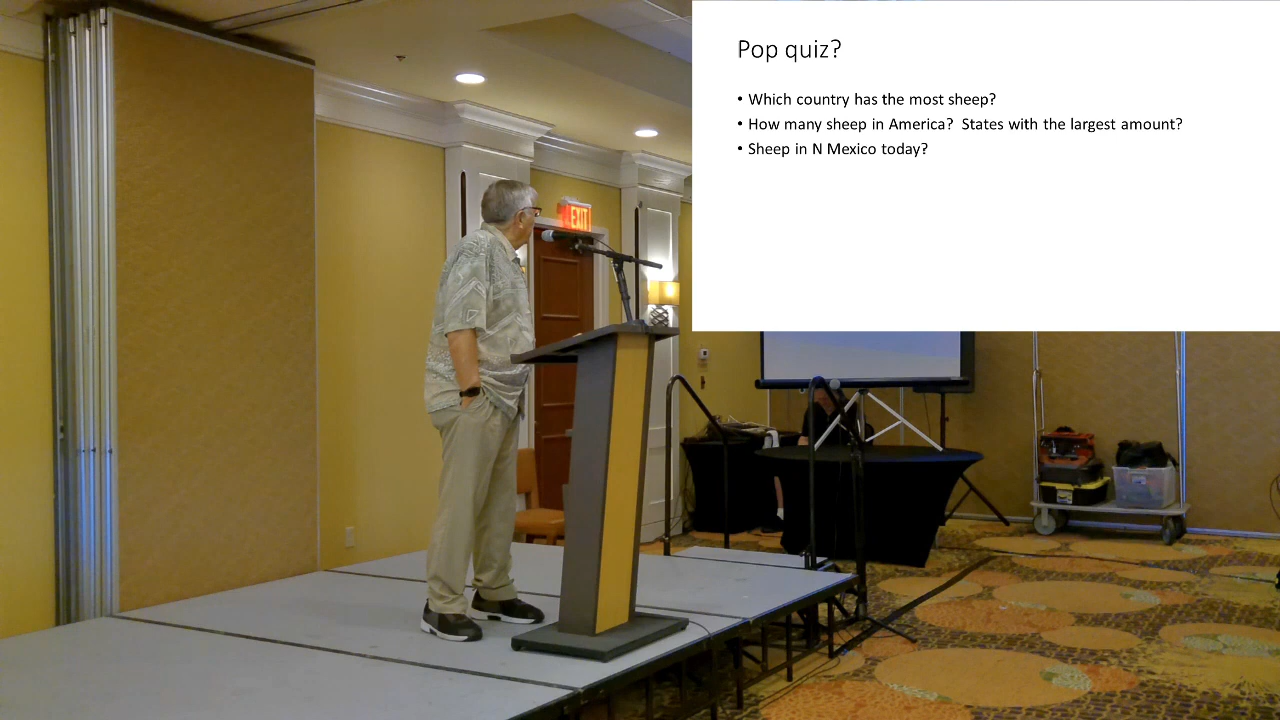 Pop quiz?
• Which country has the most sheep?
• How many sheep in America?  States with the largest amount?
• Sheep in N Mexico today?
EXIT